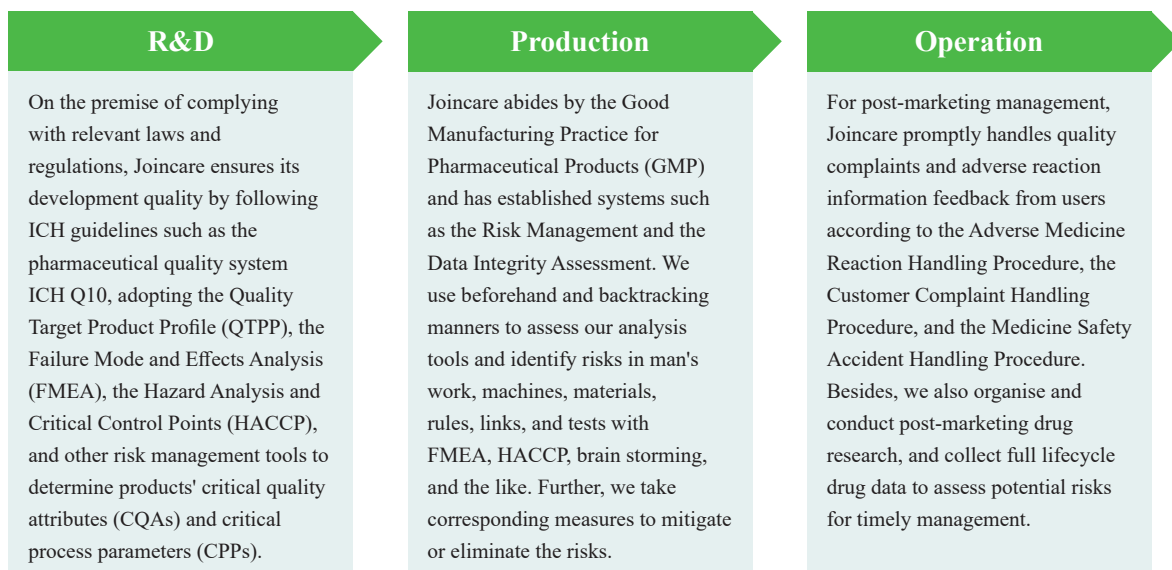 R&D
On the premise of complying
with relevant laws and
regulations, Joincare ensures its
development quality by following
ICH guidelines such as the
pharmaceutical quality system
ICH Q10, adopting the Quality
Target Product Profile (QTPP), the
Failure Mode and Effects Analysis
(FMEA), the Hazard Analysis and
Critical Control Points (HACCP),
and other risk management tools to
determine products' critical quality
attributes (CQAs) and critical
process parameters (CPPs).
Production
Joincare abides by the Good
Manufacturing Practice for
Pharmaceutical Products (GMP)
and has established systems such
as the Risk Management and the
Data Integrity Assessment. We
use beforehand and backtracking
manners to assess our analysis
tools and identify risks in man's
work, machines, materials,
rules, links, and tests with
FMEA, HACCP, brain storming,
and the like. Further, we take
corresponding measures to mitigate
or eliminate the risks.
Operation
For post-marketing management,
Joincare promptly handles quality
complaints and adverse reaction
information feedback from users
according to the Adverse Medicine
Reaction Handling Procedure, the
Customer Complaint Handling
Procedure, and the Medicine Safety
Accident Handling Procedure.
Besides, we also organise and
conduct post-marketing drug
research, and collect full lifecycle
drug data to assess potential risks
for timely management.